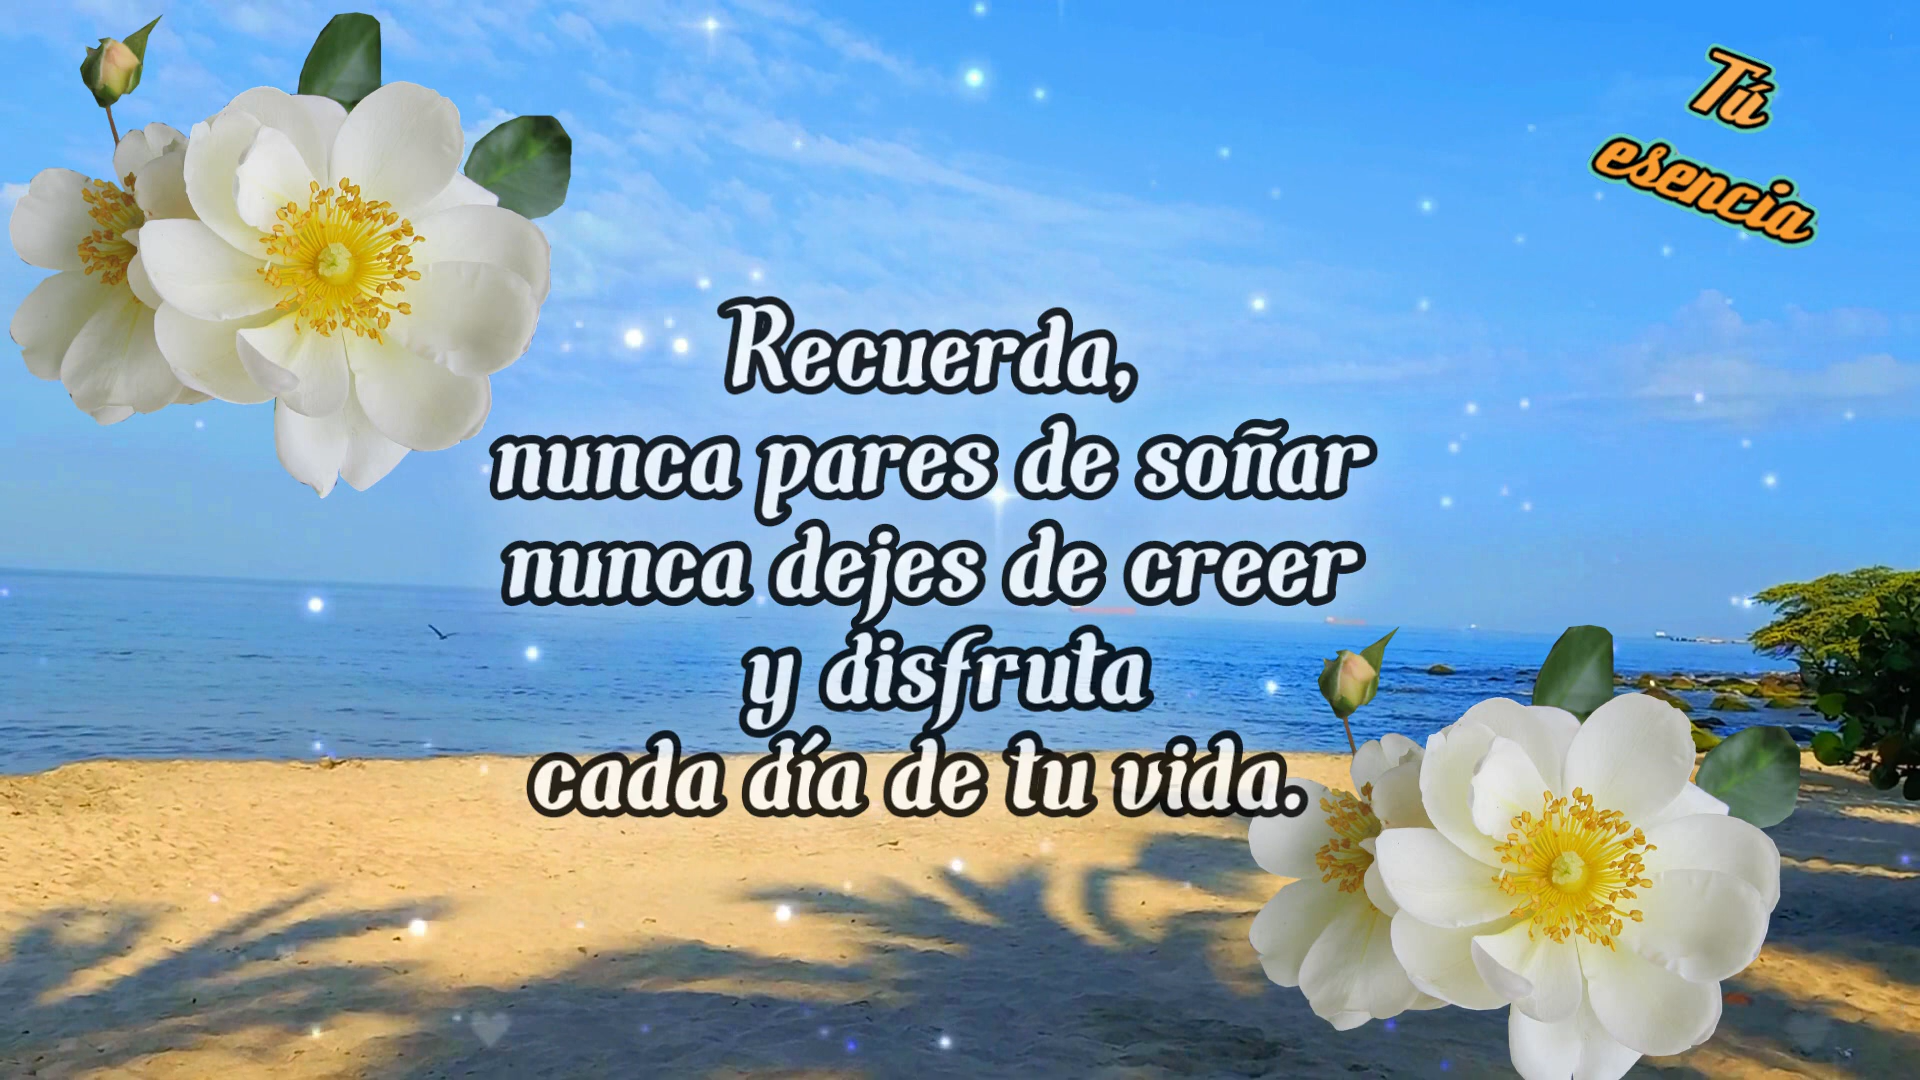 Tú
esencia
Recuerda,
nunca pares de soñar
nunca dejes de creer
y disfruta
cada día de tu vida.